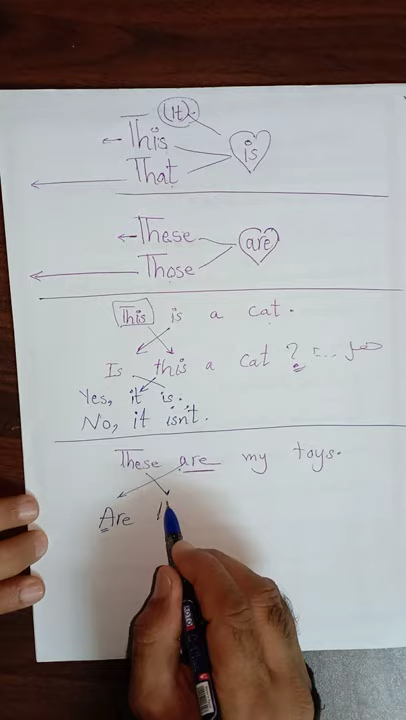 It
This
is
That
These
are
Those
This is a cat.
Is this a cat ?
Yes, it is.
No, it isn't.
These are my toys.
Are